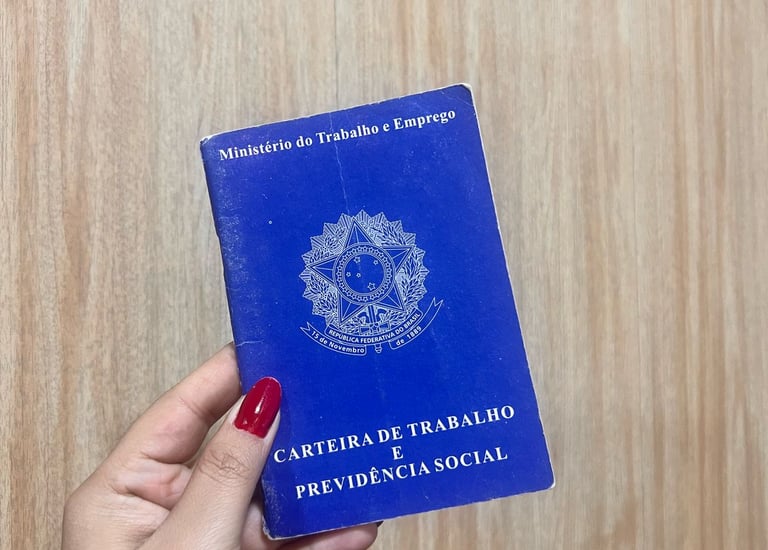 Ministério do Trabalho e Emprego
REPÚBLICA FEDERATIVA DO BRASIL
15 de Novembro de 1889
CARTEIRA DE TRABALHO
E
PREVIDÊNCIA SOCIAL